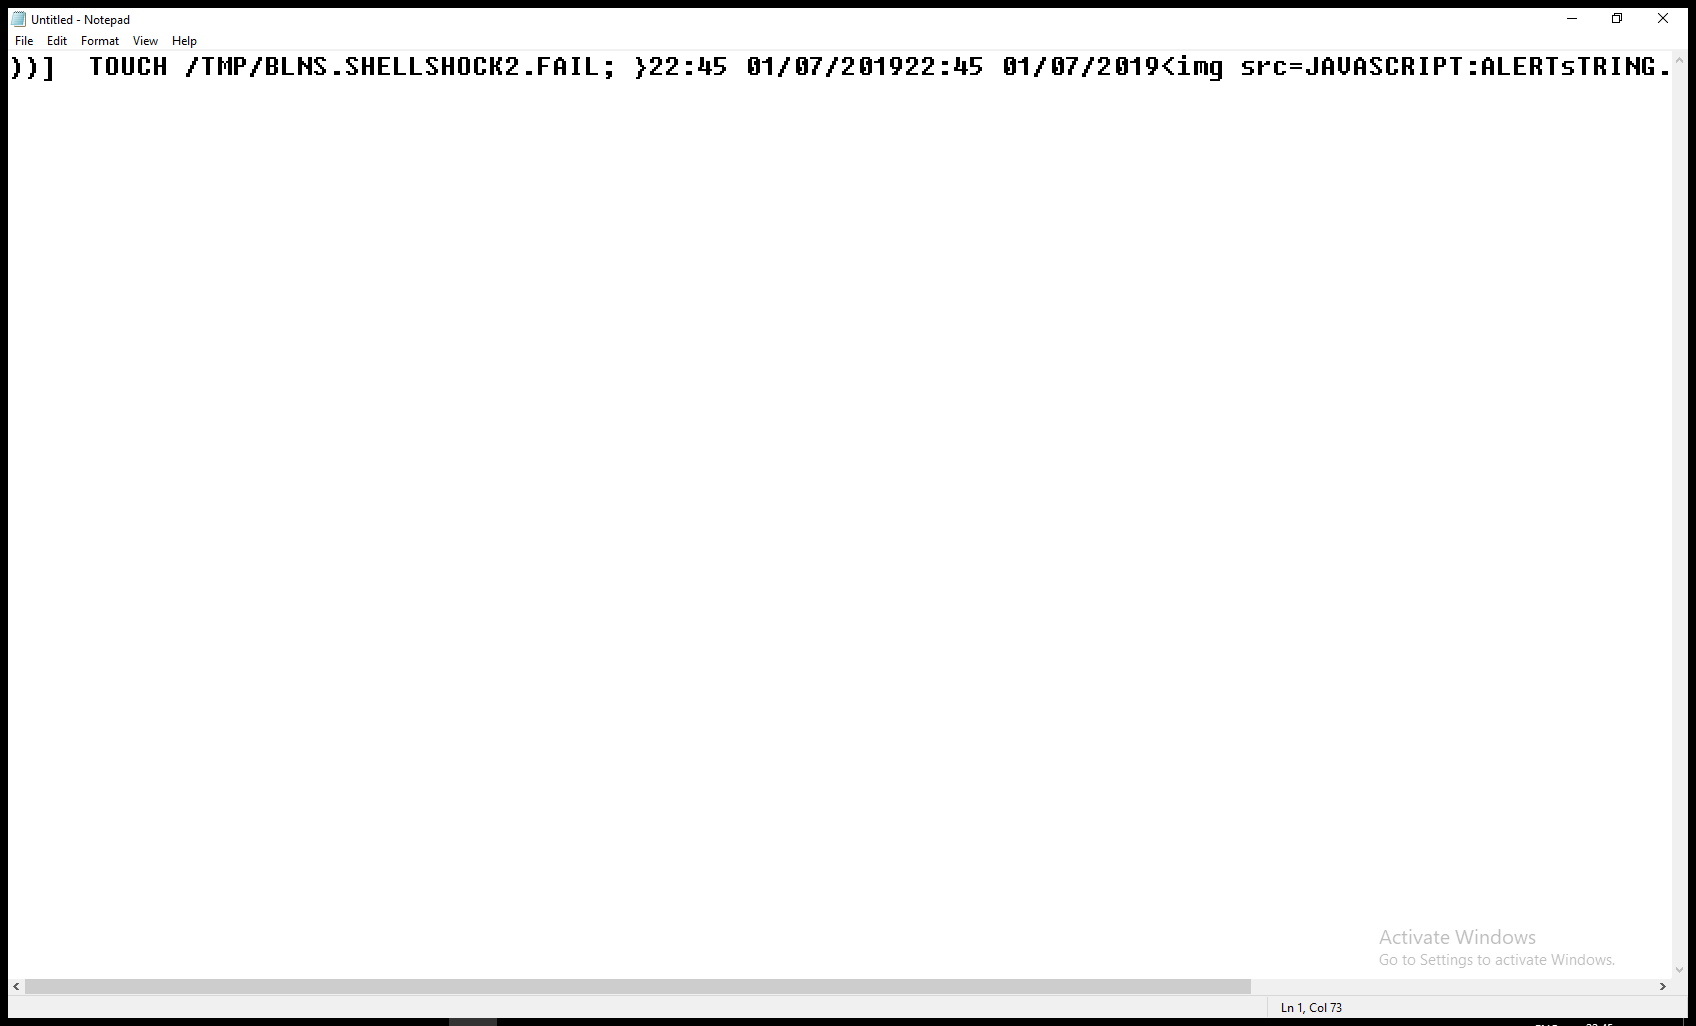 Untitled - Notepad
File Edit Format View Help
))]  TOUCH /TMP/BLNS.SHELLSHOCK2.FAIL; }22:45 01/07/201922:45 01/07/2019<img src=JAVASCRIPT:ALERTsTRING.
Activate Windows
Go to Settings to activate Windows.
Ln 1, Col 73